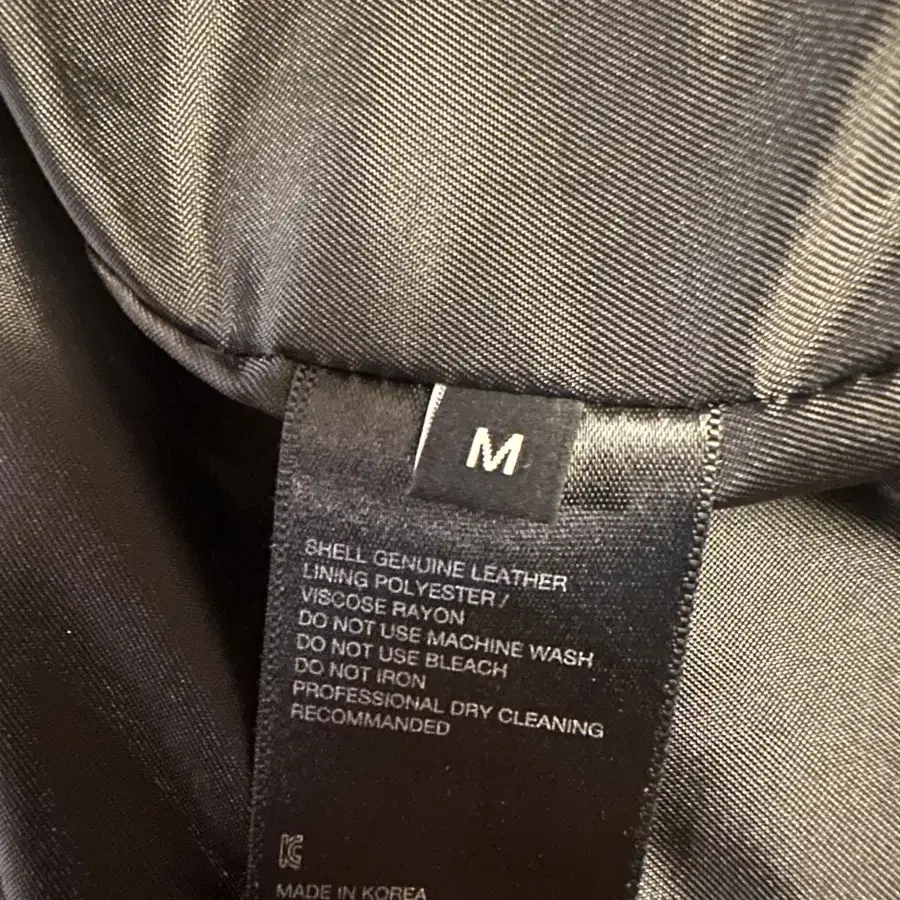 M
SHELL GENUINE LEATHER
LINING POLYESTER /
VISCOSE RAYON
DO NOT USE MACHINE WASH
DO NOT USE BLEACH
DO NOT IRON
PROFESSIONAL DRY CLEANING
RECOMMANDED
KC
MADE IN KOREA